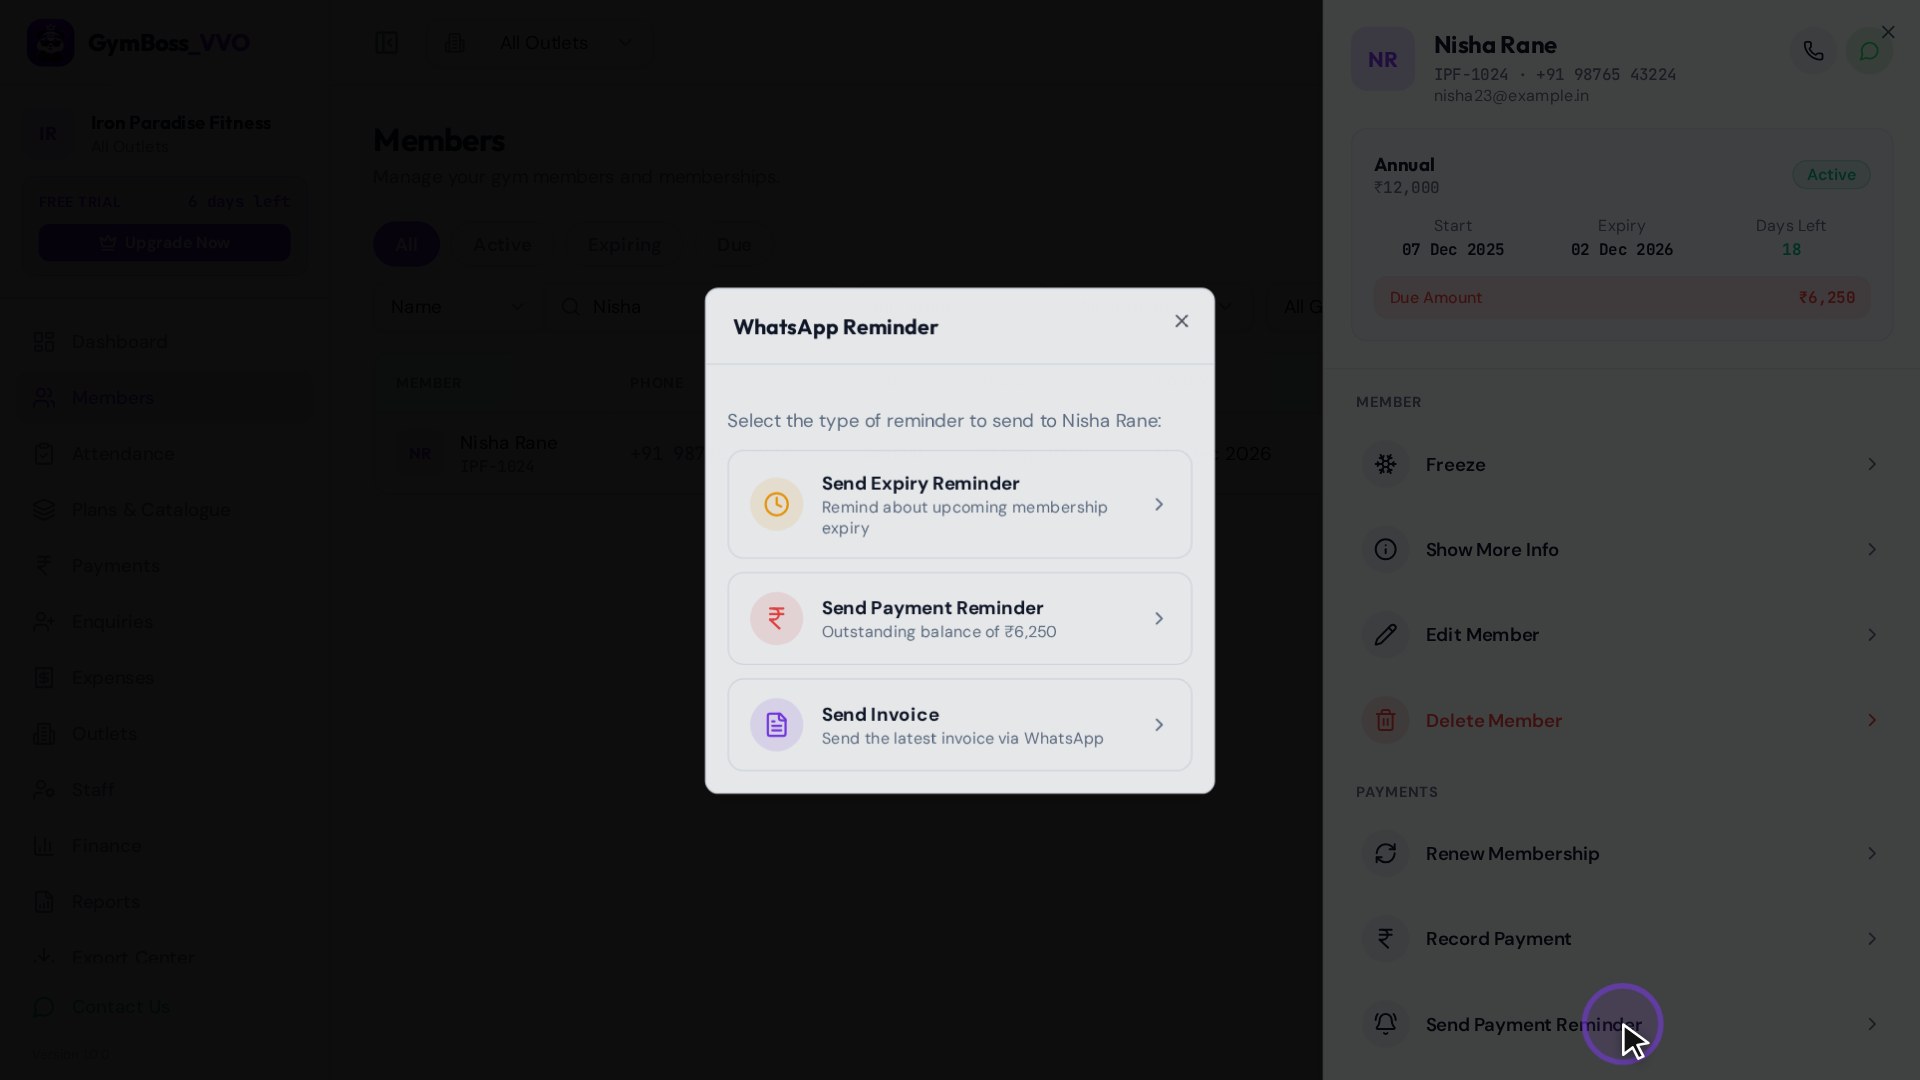 GymBoss_VVO
IR
Iron Paradise Fitness
All Outlets
FREE TRIAL
6 days left
Upgrade Now
Dashboard
Members
Attendance
Plans & Catalogue
Payments
Enquiries
Expenses
Outlets
Staff
Finance
Reports
Export Center
Contact Us
All Outlets
Members
Manage your gym members and memberships.
All
Active
Expiring
Due
Name
Nisha
All G
MEMBER
PHONE
NR
Nisha Rane
IPF-1024
+91 987
2026
WhatsApp Reminder
Select the type of reminder to send to Nisha Rane:
Send Expiry Reminder
Remind about upcoming membership
expiry
Send Payment Reminder
Outstanding balance of ₹6,250
Send Invoice
Send the latest invoice via WhatsApp
NR
Nisha Rane
IPF-1024 · +91 98765 43224
nisha23@example.in
Annual
₹12,000
Active
Start
Expiry
Days Left
07 Dec 2025
02 Dec 2026
18
Due Amount
₹6,250
MEMBER
Freeze
Show More Info
Edit Member
Delete Member
PAYMENTS
Renew Membership
Record Payment
Send Payment Reminder